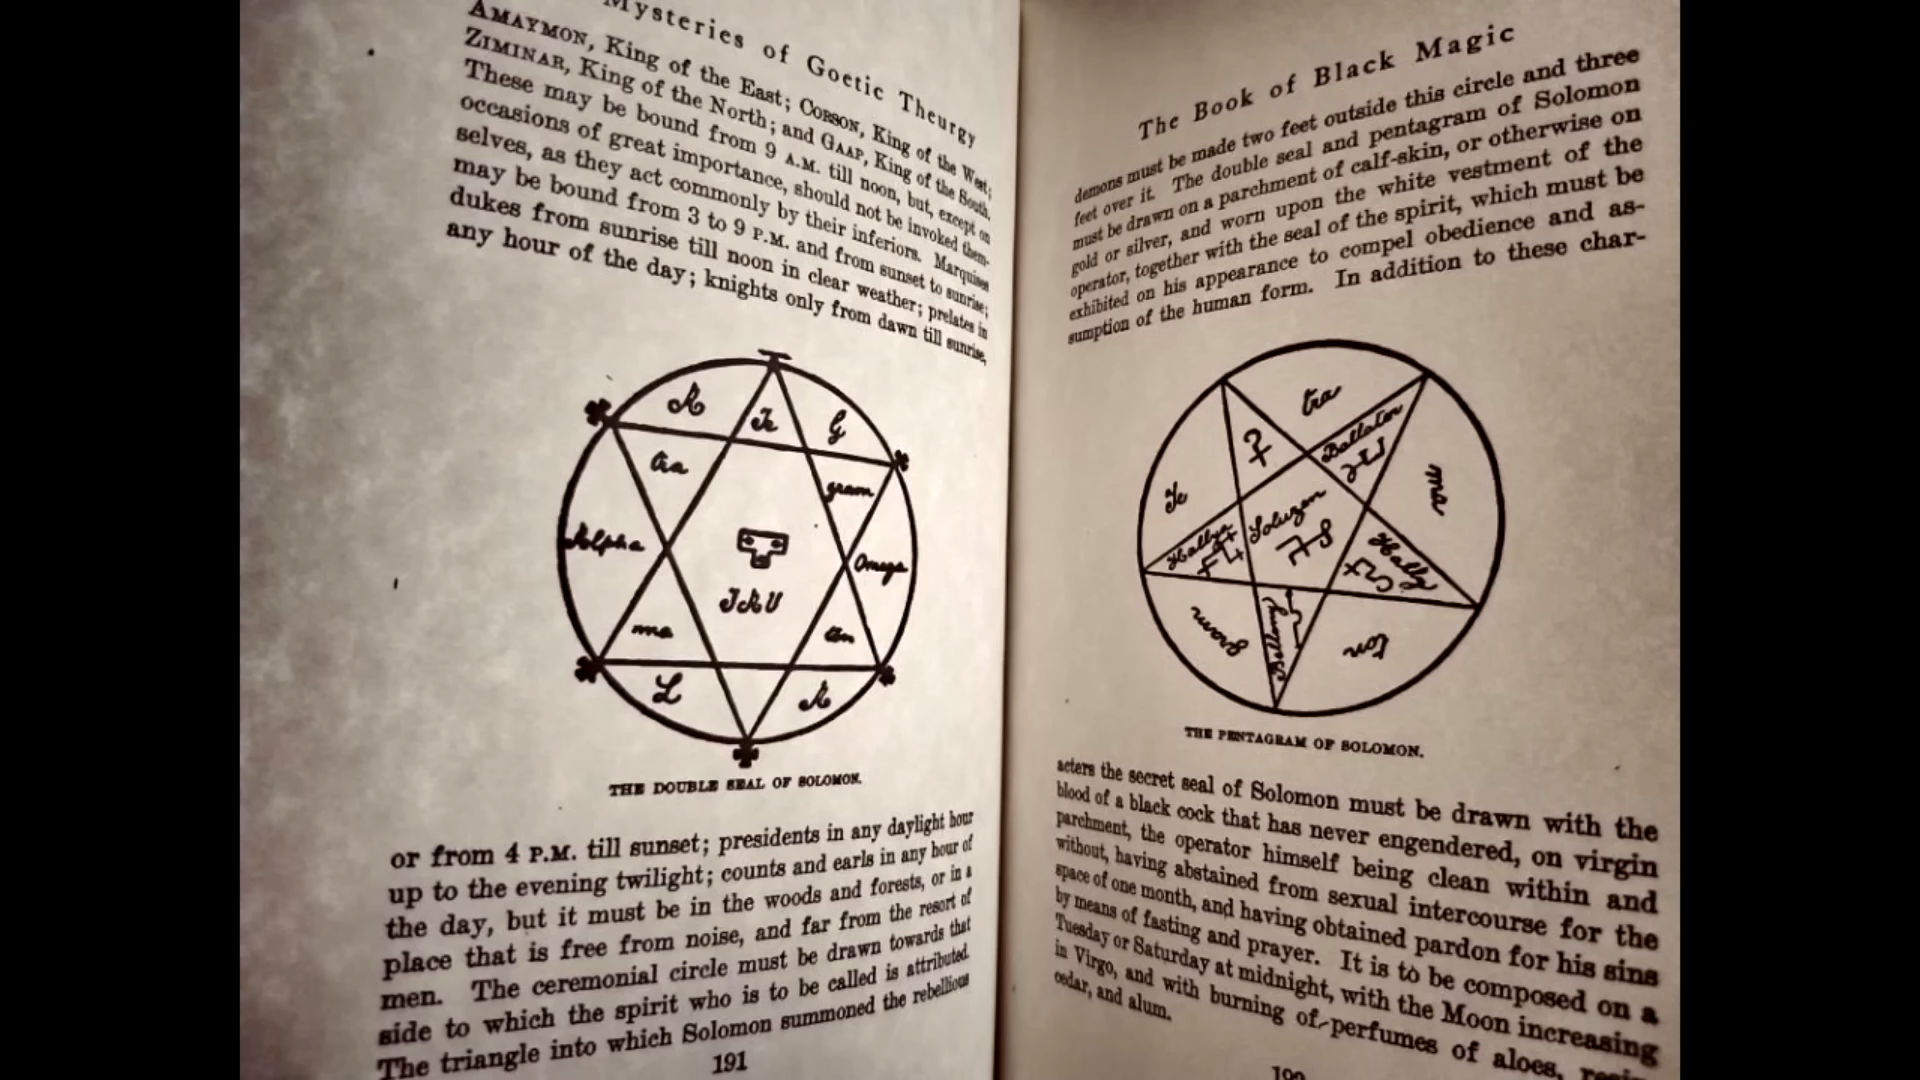 Mysteries of Goetic Theurgy
AMAYMON, King of the East; CORSON, King of the West;
ZIMINAR, King of the North; and GAAP, King of the South.
These may be bound from 9 A.M. till noon, but, except on
occasions of great importance, should not be invoked them-
selves, as they act commonly by their inferiors. Marquises
may be bound from 3 to 9 P.M. and from sunset to sunrise;
dukes from sunrise till noon in clear weather; prelates in
any hour of the day; knights only from dawn till sunrise,
A
Te
G
tra
gram
Alpha
Omega
JAU
ma
ton
L
A
THE DOUBLE SEAL OF SOLOMON.
or from 4 P.M. till sunset; presidents in any daylight hour
up to the evening twilight; counts and earls in any hour of
the day, but it must be in the woods and forests, or in a
place that is free from noise, and far from the resort of
men. The ceremonial circle must be drawn towards that
side to which the spirit who is to be called is attributed.
The triangle into which Solomon summoned the rebellious
191
The Book of Black Magic
demons must be made two feet outside this circle and three
feet over it. The double seal and pentagram of Solomon
must be drawn on a parchment of calf-skin, or otherwise on
gold or silver, and worn upon the white vestment of the
operator, together with the seal of the spirit, which must be
exhibited on his appearance to compel obedience and as-
sumption of the human form. In addition to these char-
tra
Ballaton
Te
ma
Soluzen
Hally
gram
ton
THE PENTAGRAM OF SOLOMON.
acters the secret seal of Solomon must be drawn with the
blood of a black cock that has never engendered, on virgin
parchment, the operator himself being clean within and
without, having abstained from sexual intercourse for the
space of one month, and having obtained pardon for his sins
by means of fasting and prayer. It is to be composed on a
Tuesday or Saturday at midnight, with the Moon increasing
in Virgo, and with burning of perfumes of aloes,
cedar, and alum.